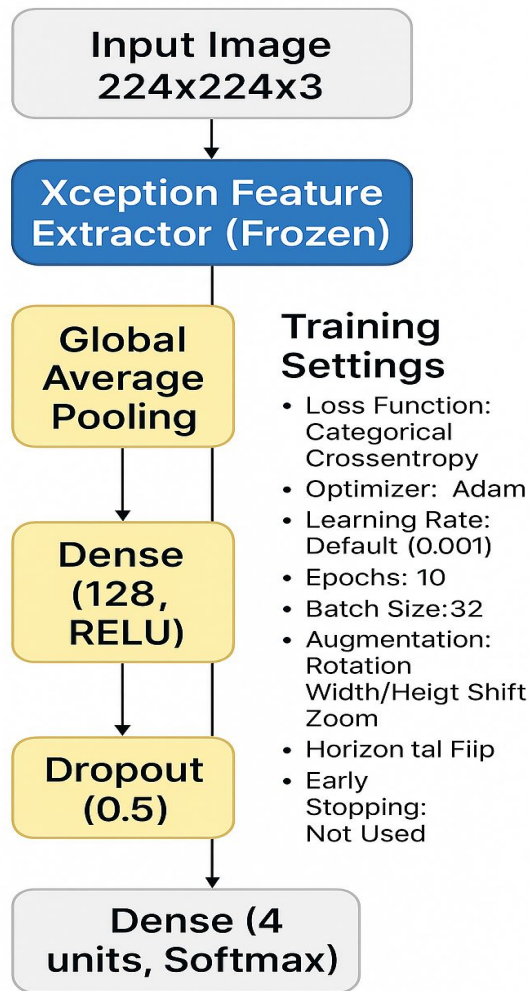 Input Image
224x224x3
Xception Feature
Extractor (Frozen)
Global
Average
Pooling
Dense
(128,
RELU)
Dropout
(0.5)
Dense (4
units, Softmax)
Training
Settings
• Loss Function:
Categorical
Crossentropy
• Optimizer: Adam
• Learning Rate:
Default (0.001)
• Epochs: 10
• Batch Size:32
• Augmentation:
Rotation
Width/Heigt Shift
Zoom
• Horizon tal Fiip
• Early
Stopping:
Not Used